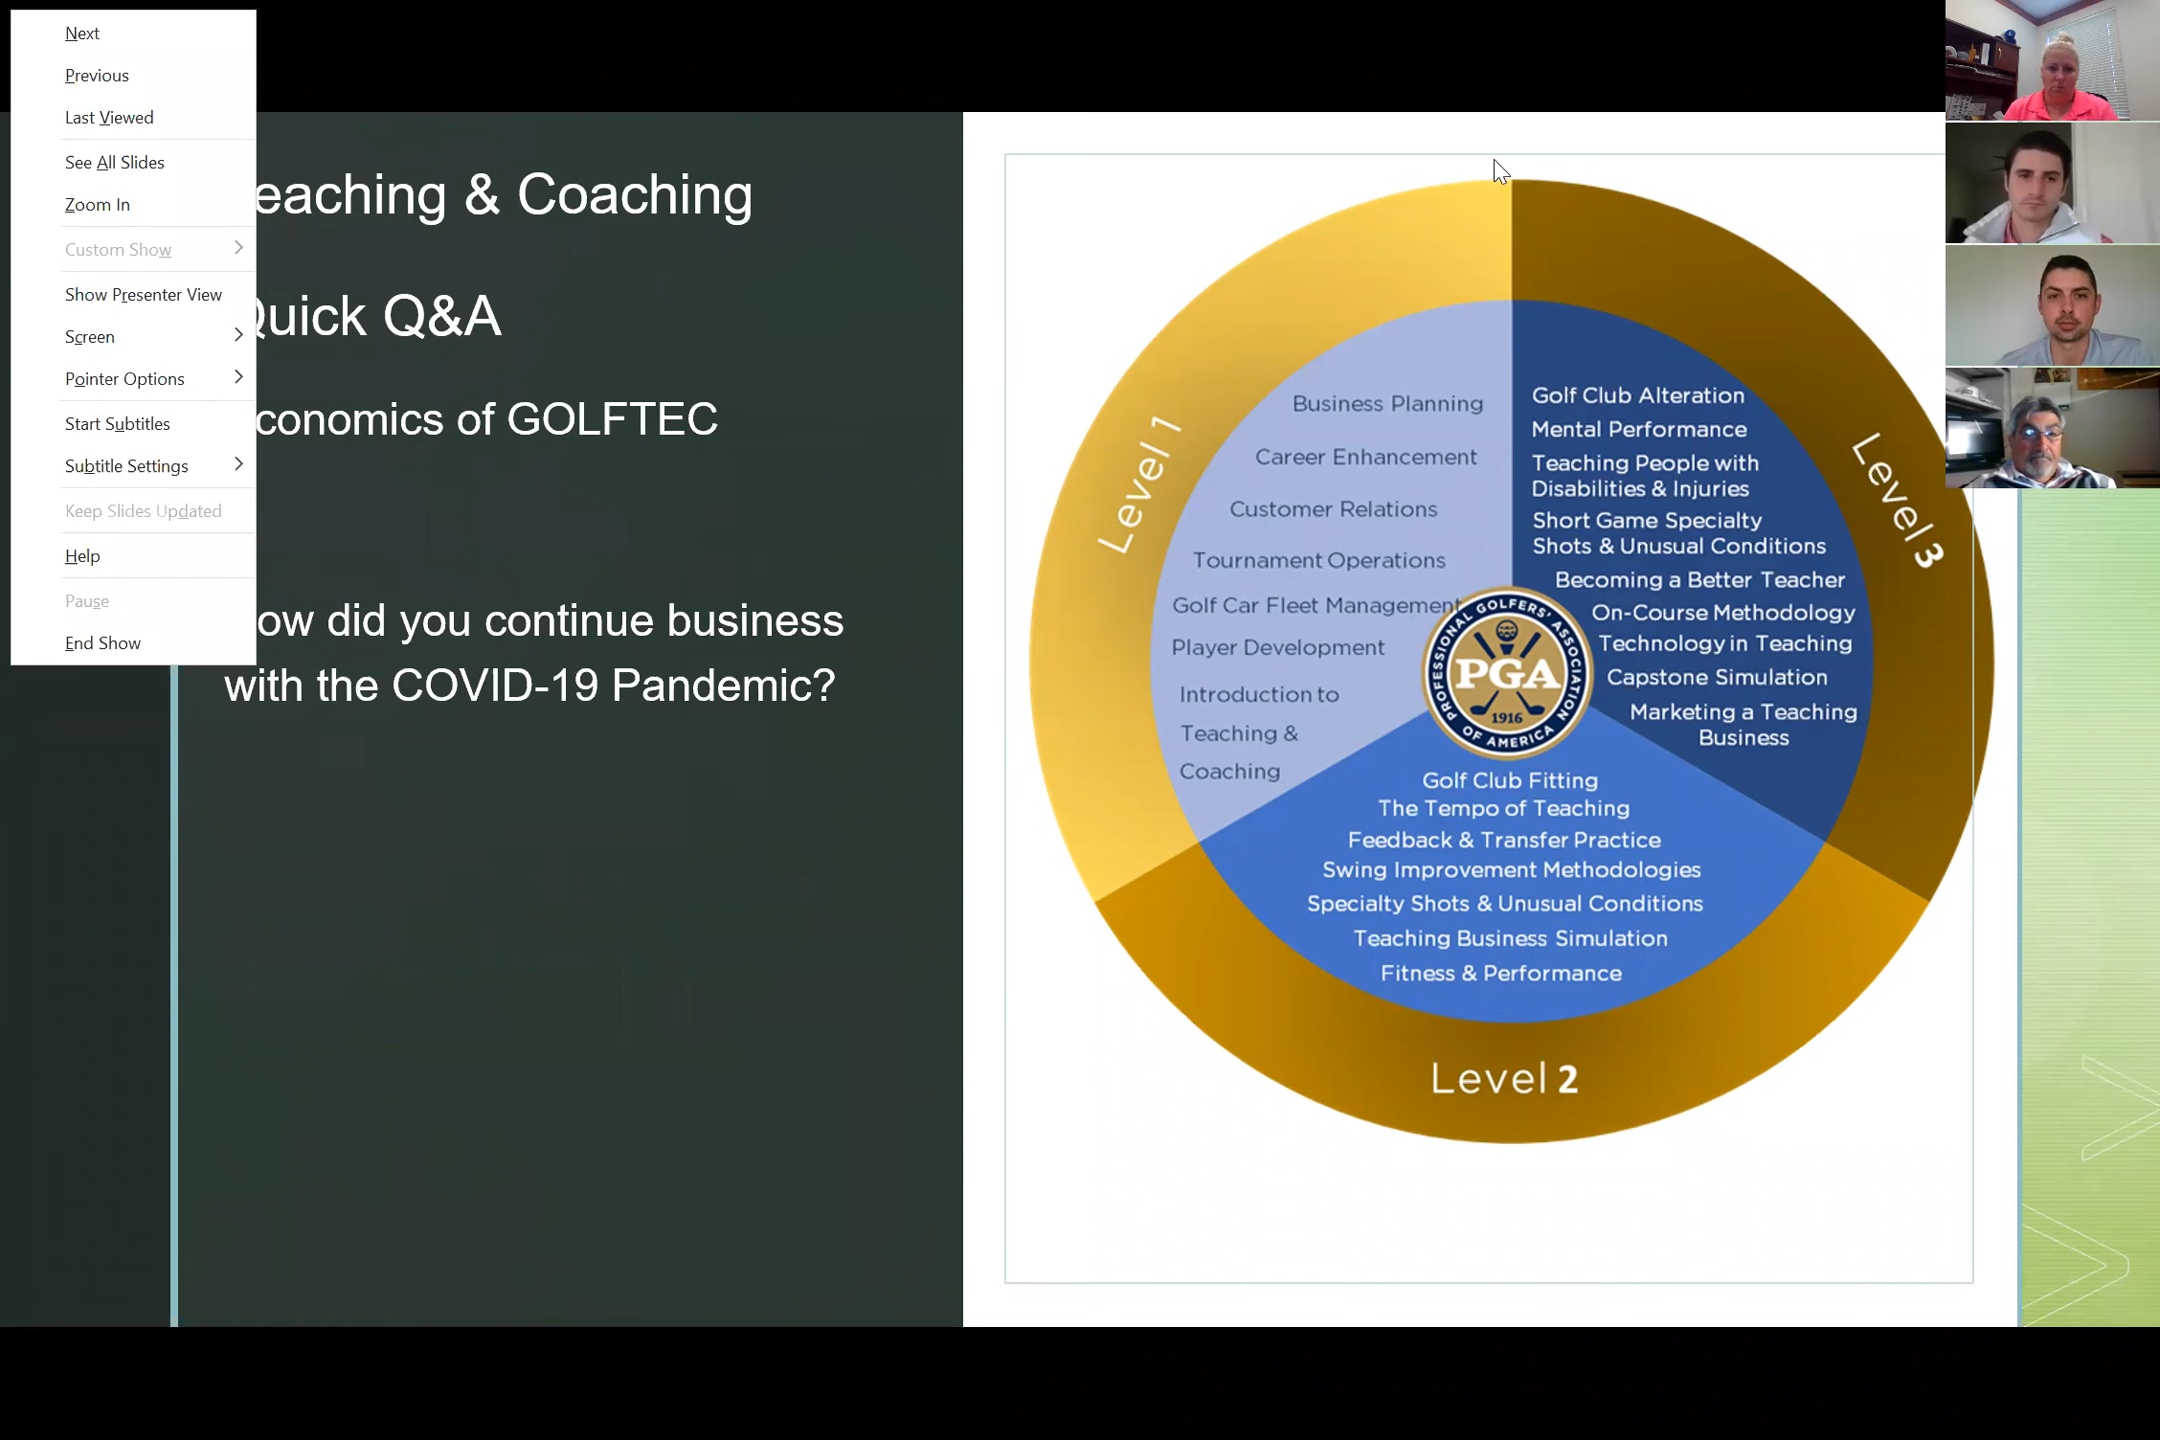 Next
Previous
Last Viewed
See All Slides
Zoom In
Custom Show
Show Presenter View
Screen
Pointer Options
Start Subtitles
Subtitle Settings
Keep Slides Updated
Help
Pause
End Show
eaching & Coaching
Quick Q&A
conomics of GOLFTEC
ow did you continue business
with the COVID-19 Pandemic?
Level 1
Business Planning
Career Enhancement
Customer Relations
Tournament Operations
Golf Car Fleet Management
Player Development
Introduction to
Teaching &
Coaching
Level 3
Golf Club Alteration
Mental Performance
Teaching People with
Disabilities & Injuries
Short Game Specialty
Shots & Unusual Conditions
Becoming a Better Teacher
On-Course Methodology
Technology in Teaching
Capstone Simulation
Marketing a Teaching
Business
PROFESSIONAL GOLFERS' ASSOCIATION
PGA
1916
OF AMERICA
Golf Club Fitting
The Tempo of Teaching
Feedback & Transfer Practice
Swing Improvement Methodologies
Specialty Shots & Unusual Conditions
Teaching Business Simulation
Fitness & Performance
Level 2